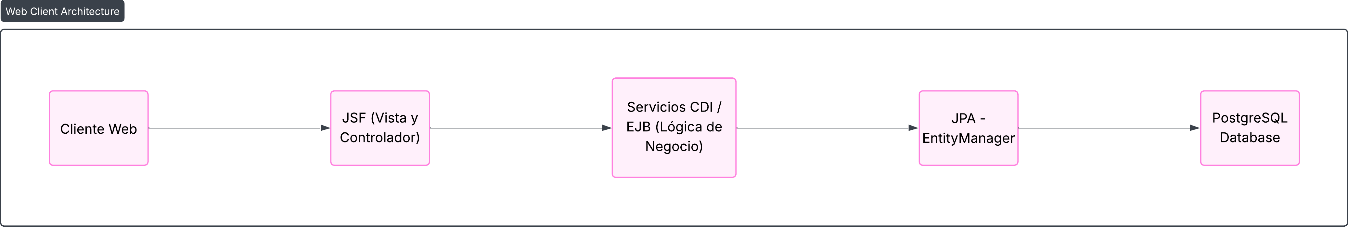 Web Client Architecture
Cliente Web
JSF (Vista y
Controlador)
Servicios CDI /
EJB (Lógica de
Negocio)
JPA -
EntityManager
PostgreSQL
Database